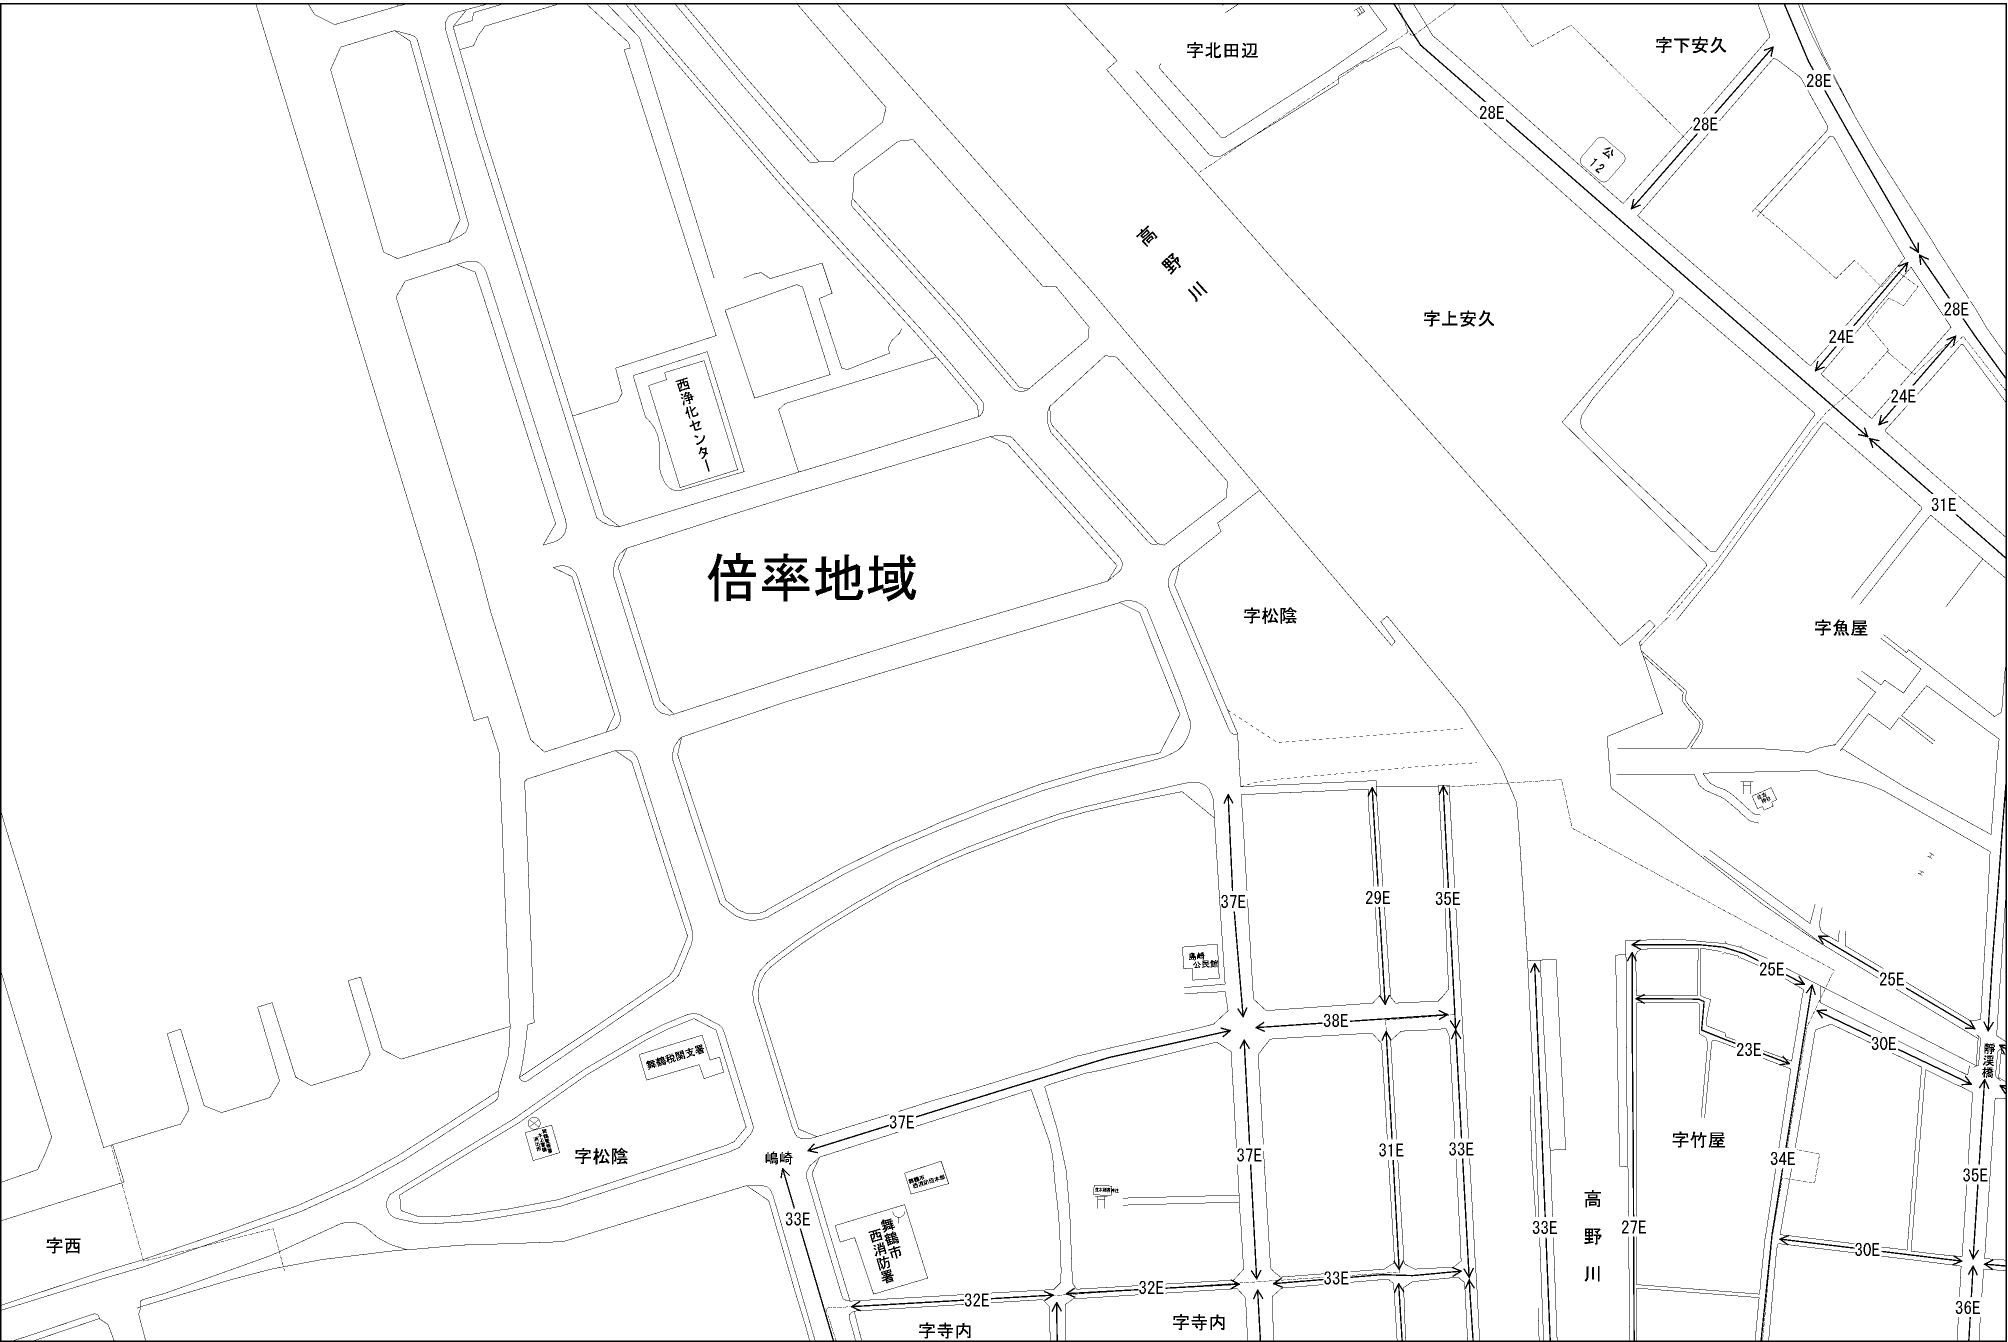 字北田辺
字下安久
28E
28E
28E
公
12
高野川
字上安久
28E
24E
24E
31E
西浄化センター
倍率地域
字松陰
字魚屋
37E
29E
35E
島崎
公民館
38E
25E
25E
23E
30E
静渓橋
舞鶴税関支署
字松陰
嶋崎
37E
37E
31E
33E
字竹屋
34E
35E
舞鶴市
西消防署
33E
33E
27E
高野川
30E
字西
32E
32E
33E
36E
字寺内
字寺内